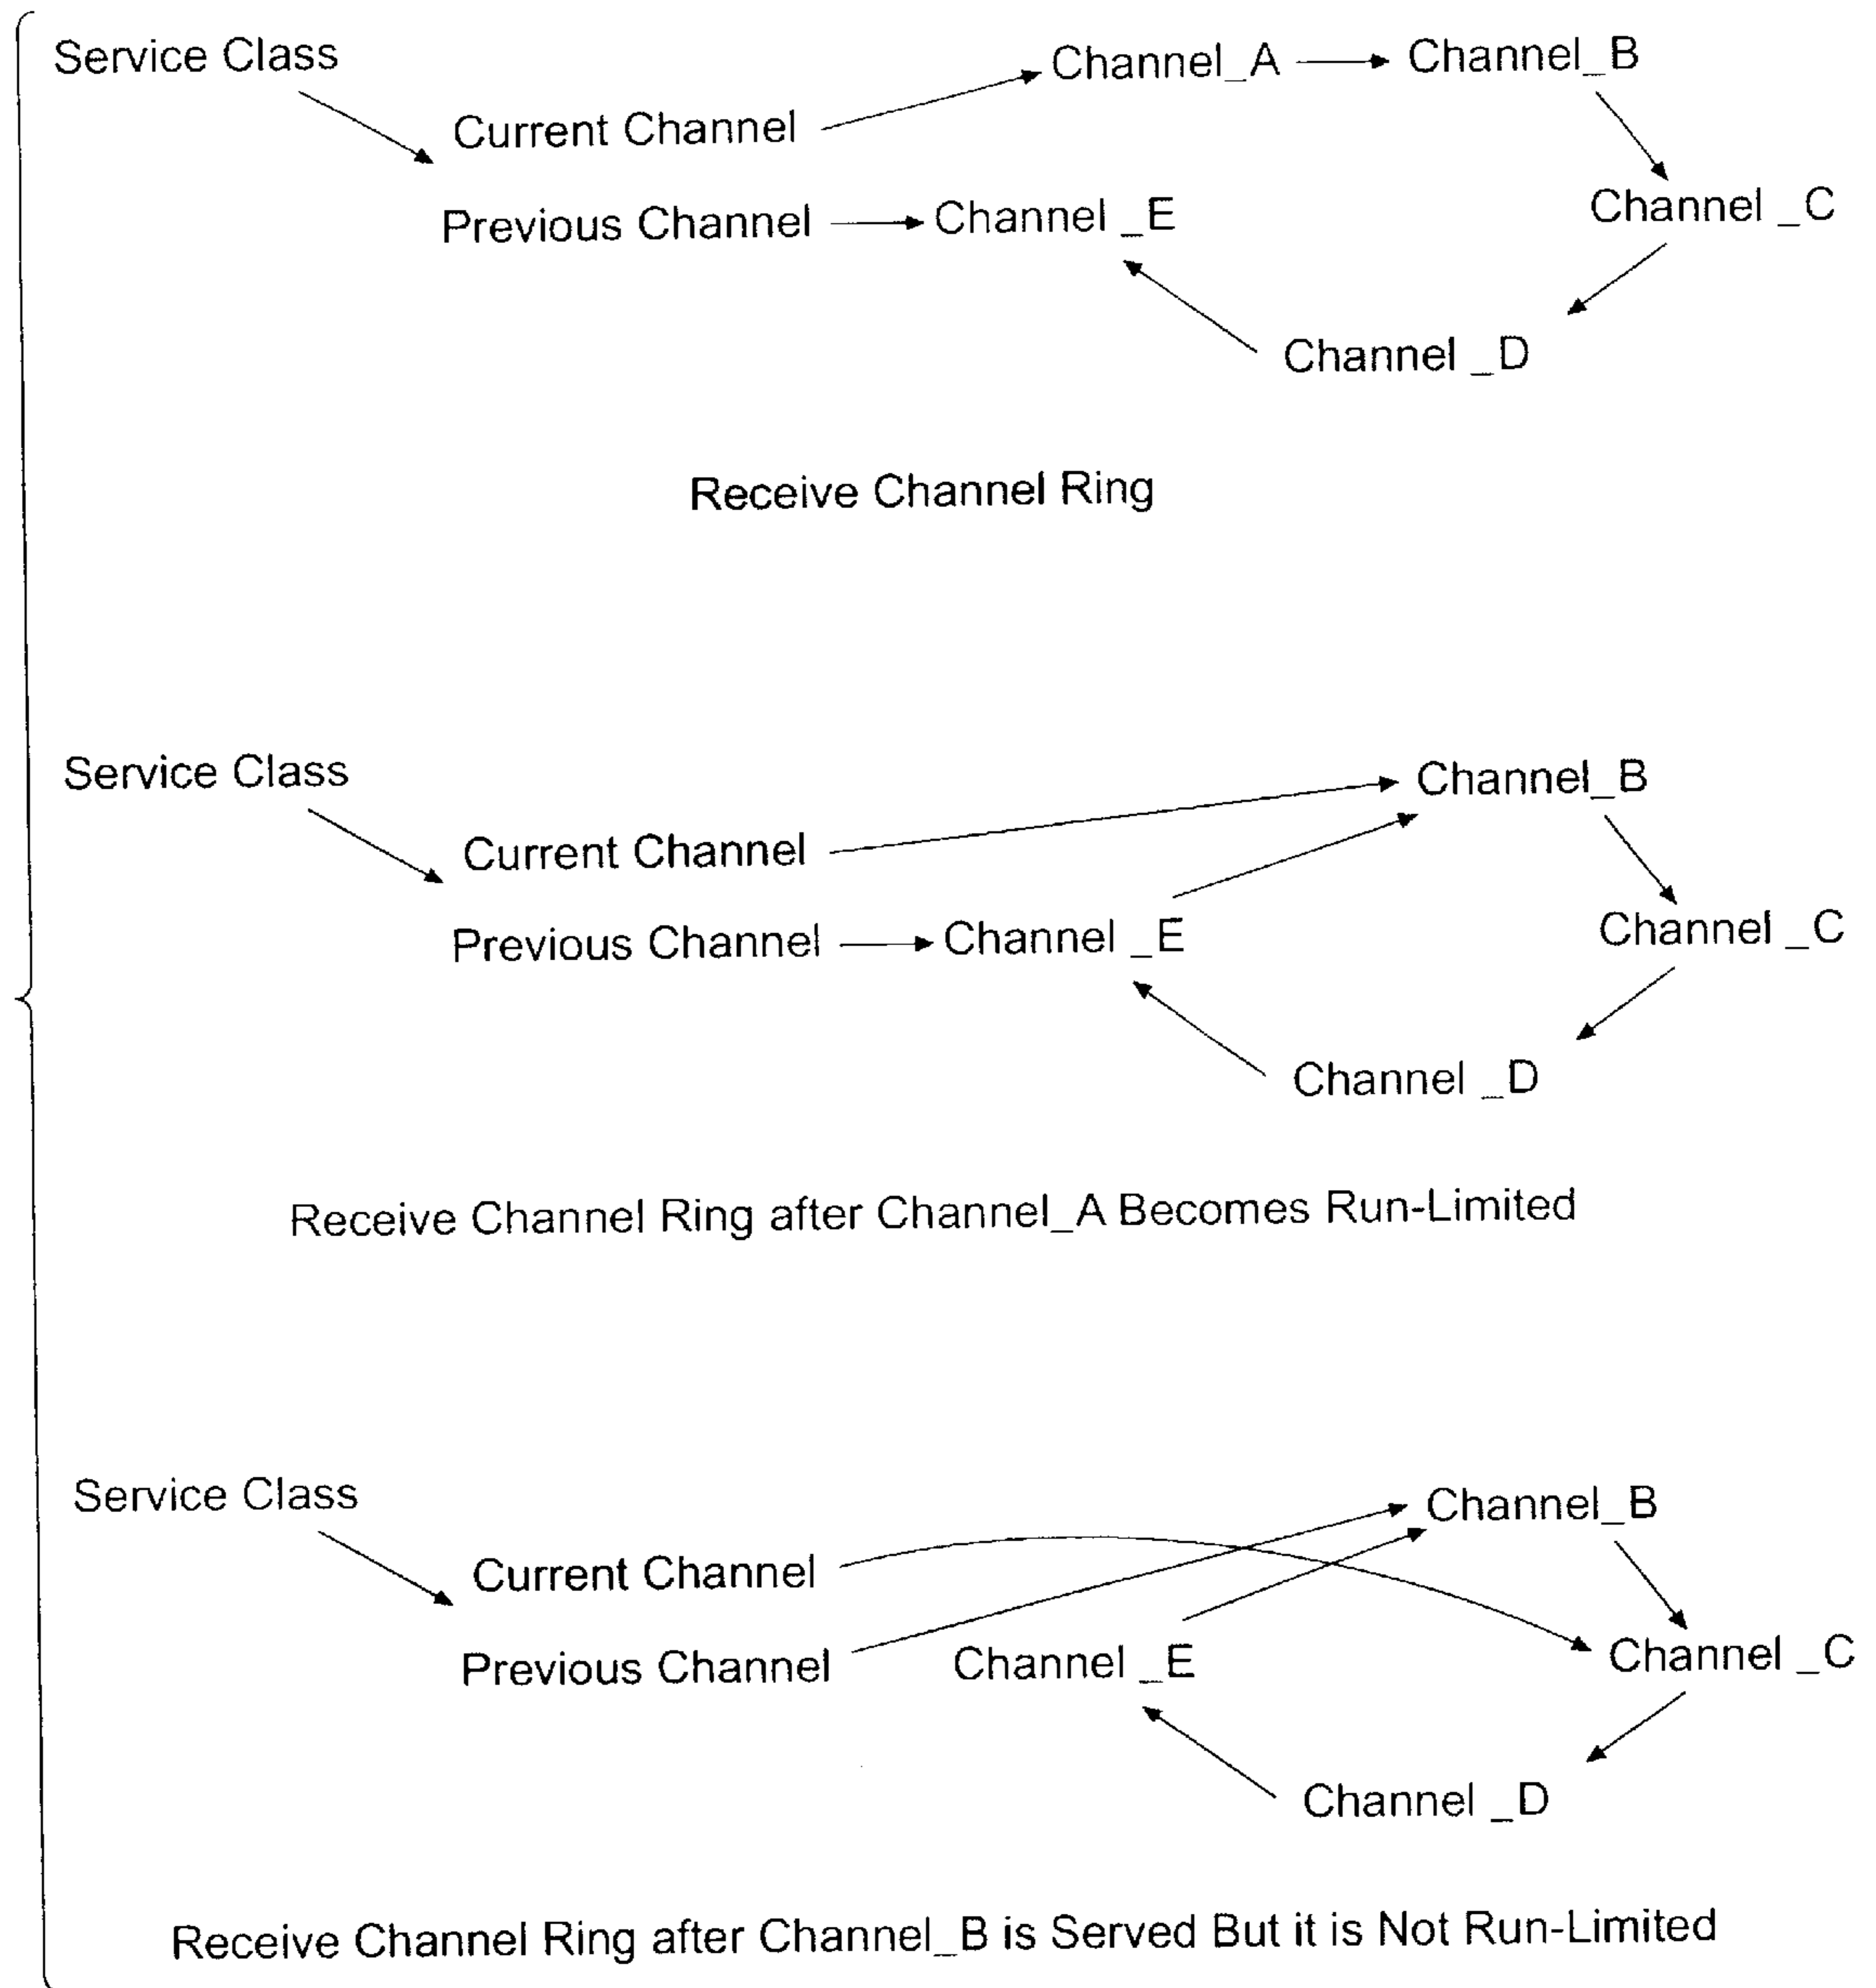 Service Class
Channel_A
Channel_B
Current Channel
Previous Channel
Channel _E
Channel _C
Channel _D
Receive Channel Ring
Service Class
Channel_B
Current Channel
Previous Channel
Channel _E
Channel _C
Channel _D
Receive Channel Ring after Channel_A Becomes Run-Limited
Service Class
Channel_B
Current Channel
Previous Channel
Channel _E
Channel _C
Channel _D
Receive Channel Ring after Channel_B is Served But it is Not Run-Limited